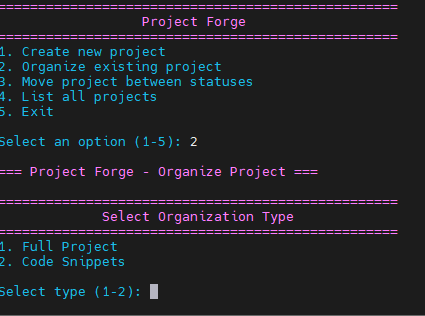 ==================================================
Project Forge
==================================================
1. Create new project
2. Organize existing project
3. Move project between statuses
4. List all projects
5. Exit
Select an option (1-5): 2
=== Project Forge - Organize Project ===
==================================================
Select Organization Type
==================================================
1. Full Project
2. Code Snippets
Select type (1-2):